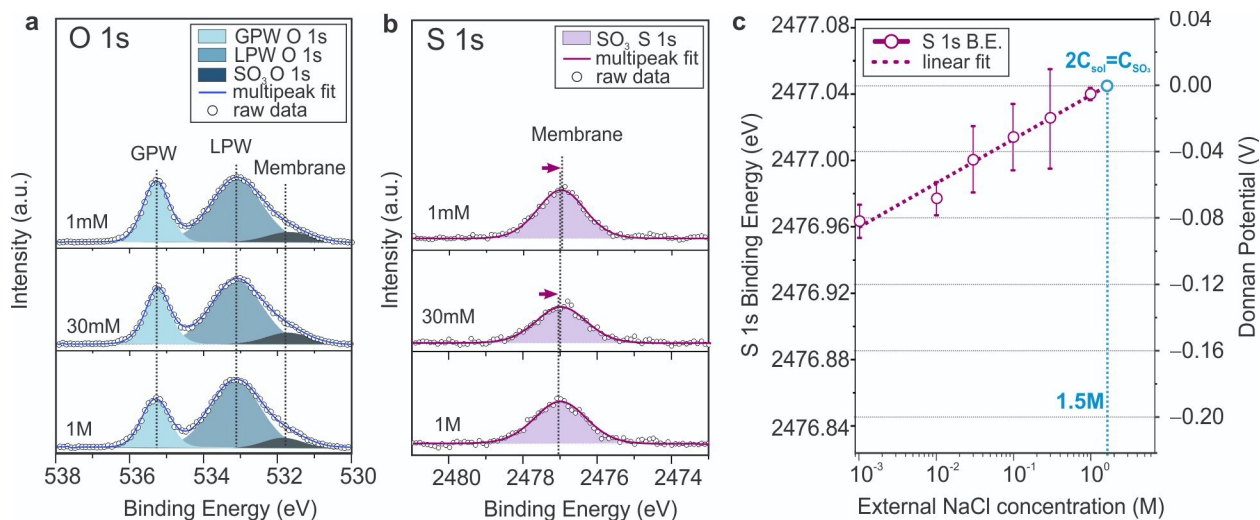 a
O 1s
GPW O 1s
LPW O 1s
SO₃O 1s
multipeak fit
raw data
GPW
LPW
Membrane
1mM
30mM
1M
Intensity (a.u.)
538
536
534
532
530
Binding Energy (eV)
b
S 1s
SO₃ S 1s
multipeak fit
raw data
Membrane
1mM
30mM
1M
Intensity (a.u.)
2480
2478
2476
2474
Binding Energy (eV)
c
S 1s B.E.
linear fit
2C_sol=C_SO₃
1.5M
2477.08
2477.04
2477.00
2476.96
2476.92
2476.88
2476.84
S 1s Binding Energy (eV)
0.04
0.00
−0.04
−0.08
−0.12
−0.16
−0.20
Donnan Potential (V)
10⁻³
10⁻²
10⁻¹
10⁰
External NaCl concentration (M)